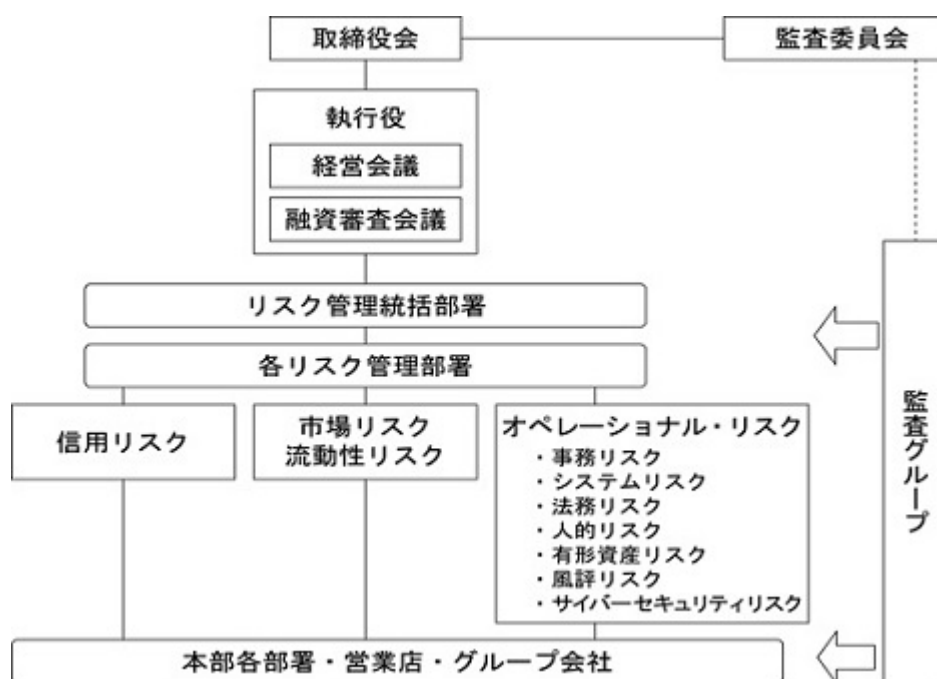 取締役会
監査委員会
執行役
経営会議
融資審査会議
リスク管理統括部署
各リスク管理部署
信用リスク
市場リスク
流動性リスク
オペレーショナル・リスク
・事務リスク
・システムリスク
・法務リスク
・人的リスク
・有形資産リスク
・風評リスク
・サイバーセキュリティリスク
監査グループ
本部各部署・営業店・グループ会社